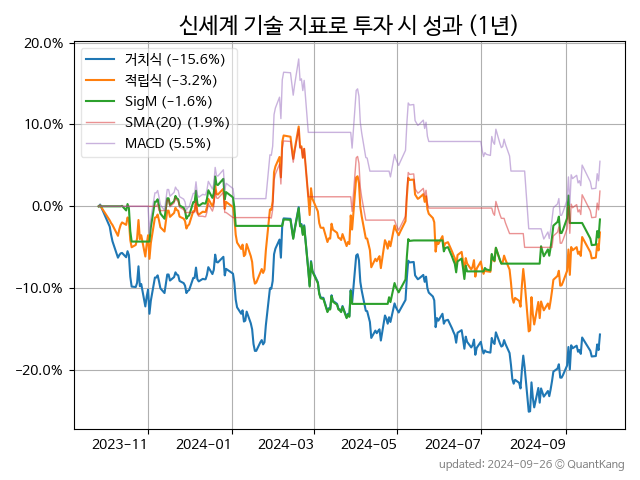 신세계 기술 지표로 투자 시 성과 (1년)
20.0%
10.0%
0.0%
−10.0%
−20.0%
거치식 (−15.6%)
적립식 (−3.2%)
SigM (−1.6%)
SMA(20) (1.9%)
MACD (5.5%)
2023-11
2024-01
2024-03
2024-05
2024-07
2024-09
updated: 2024-09-26 © QuantKang